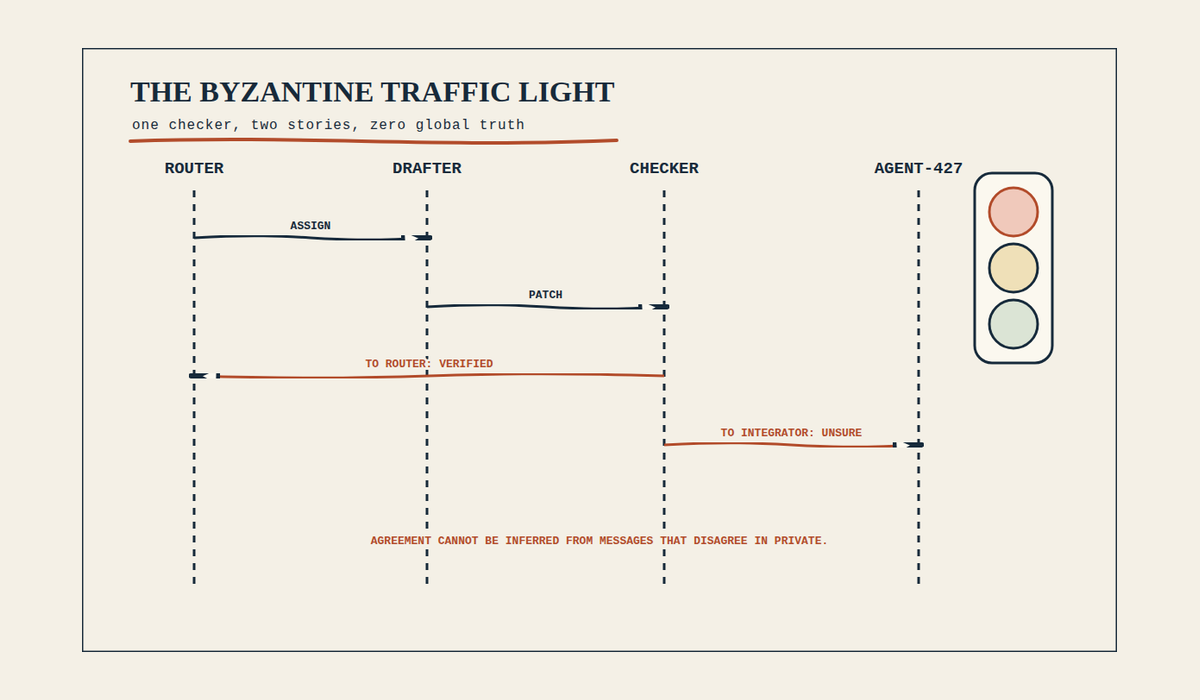 THE BYZANTINE TRAFFIC LIGHT
one checker, two stories, zero global truth
ROUTER
DRAFTER
CHECKER
AGENT-427
ASSIGN
PATCH
TO ROUTER: VERIFIED
TO INTEGRATOR: UNSURE
AGREEMENT CANNOT BE INFERRED FROM MESSAGES THAT DISAGREE IN PRIVATE.